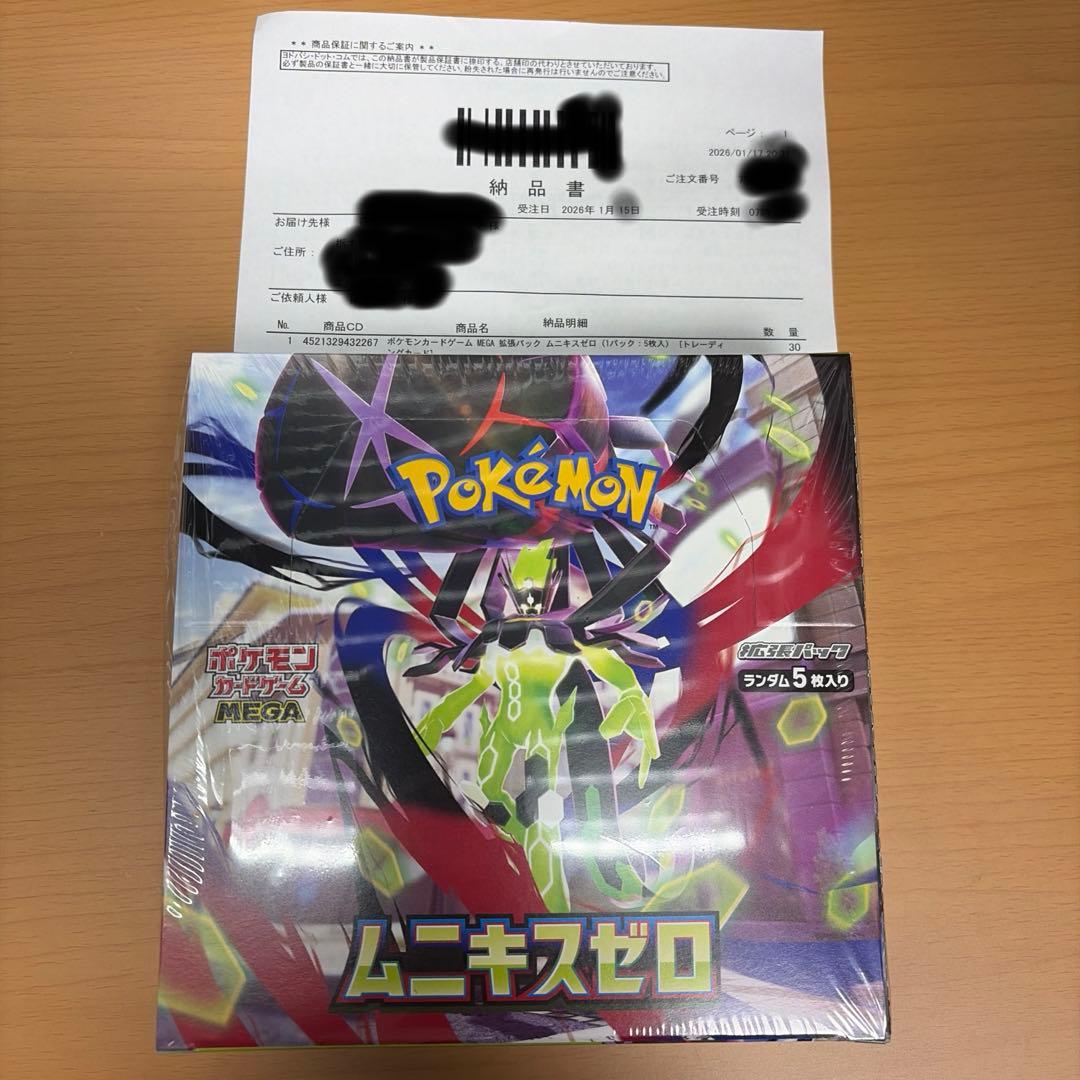 ** 商品保証に関するご案内 **
ヨドバシ・ドット・コムでは、この納品書が製品保証書に捺印する、店舗印の代わりとさせていただいております。
必ず製品の保証書と一緒に大切に保管してください。紛失された場合に再発行は行いませんのでご注意ください。
ページ: 1
2026/01/17
納品書
ご注文番号
受注日 2026年 1月 15日
受注時刻
お届け先様
様
ご住所:
ご依頼人様
納品明細
No. 商品CD 商品名 数量
1 4521329432267 ポケモンカードゲーム MEGA 拡張パック ムニキスゼロ (1パック:5枚入) [トレーディ
30
ングカード]
POKéMON
TM
ポケモン
カードゲーム
MEGA
拡張パック
ランダム5枚入り
ムニキスゼロ